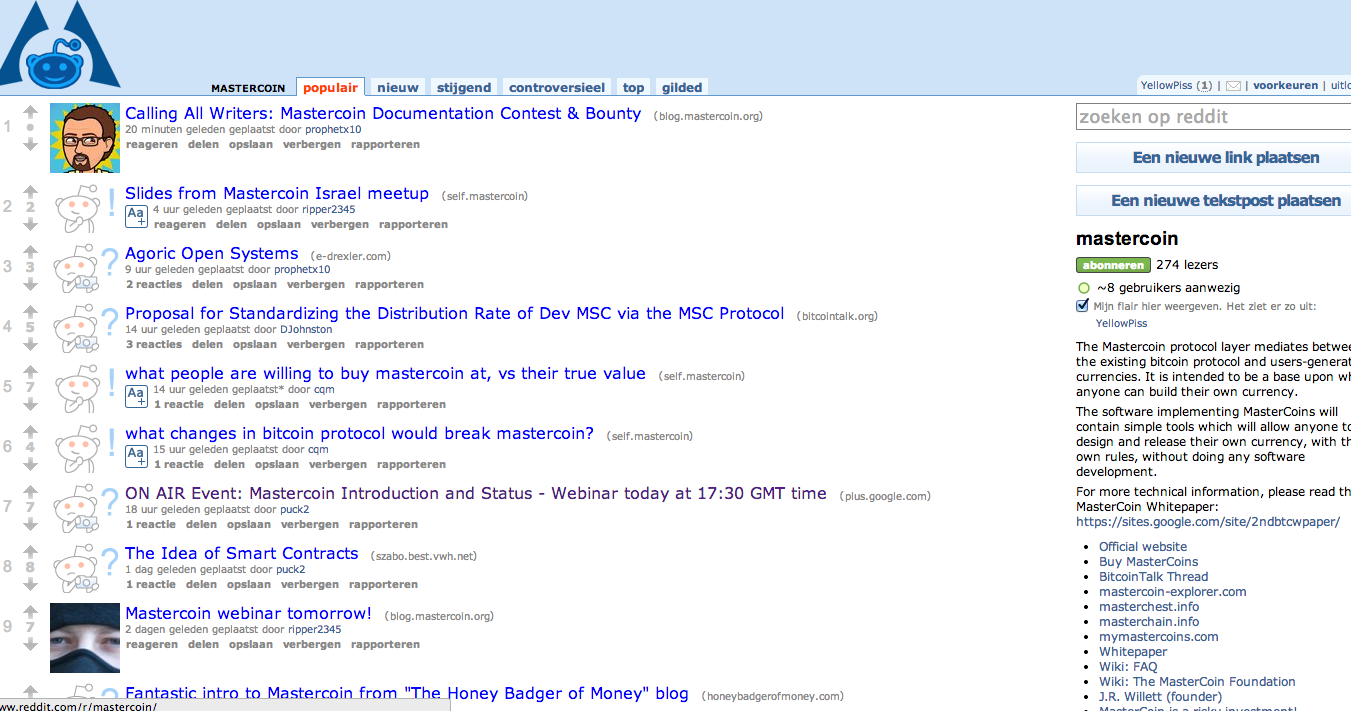 MASTERCOIN populair nieuw stijgend controversieel top gilded
YellowPiss (1) | | voorkeuren | uitlo
1
Calling All Writers: Mastercoin Documentation Contest & Bounty (blog.mastercoin.org)
20 minuten geleden geplaatst door prophetx10
reageren delen opslaan verbergen rapporteren
2
2
!
Slides from Mastercoin Israel meetup (self.mastercoin)
Aa+
4 uur geleden geplaatst door ripper2345
reageren delen opslaan verbergen rapporteren
3
3
?
Agoric Open Systems (e-drexler.com)
9 uur geleden geplaatst door prophetx10
2 reacties delen opslaan verbergen rapporteren
4
5
?
Proposal for Standardizing the Distribution Rate of Dev MSC via the MSC Protocol (bitcointalk.org)
14 uur geleden geplaatst door DJohnston
3 reacties delen opslaan verbergen rapporteren
5
7
!
what people are willing to buy mastercoin at, vs their true value (self.mastercoin)
Aa+
14 uur geleden geplaatst* door cqm
1 reactie delen opslaan verbergen rapporteren
6
4
!
what changes in bitcoin protocol would break mastercoin? (self.mastercoin)
Aa+
15 uur geleden geplaatst door cqm
1 reactie delen opslaan verbergen rapporteren
7
7
?
ON AIR Event: Mastercoin Introduction and Status - Webinar today at 17:30 GMT time (plus.google.com)
18 uur geleden geplaatst door puck2
1 reactie delen opslaan verbergen rapporteren
8
8
?
The Idea of Smart Contracts (szabo.best.vwh.net)
1 dag geleden geplaatst door puck2
1 reactie delen opslaan verbergen rapporteren
9
7
Mastercoin webinar tomorrow! (blog.mastercoin.org)
2 dagen geleden geplaatst door ripper2345
reageren delen opslaan verbergen rapporteren
?
Fantastic intro to Mastercoin from "The Honey Badger of Money" blog (honeybadgerofmoney.com)
ww.reddit.com/r/mastercoin/
zoeken op reddit
Een nieuwe link plaatsen
Een nieuwe tekstpost plaatsen
mastercoin
abonneren 274 lezers
~8 gebruikers aanwezig
Mijn flair hier weergeven. Het ziet er zo uit:
YellowPiss
The Mastercoin protocol layer mediates betwee
the existing bitcoin protocol and users-generat
currencies. It is intended to be a base upon wh
anyone can build their own currency.
The software implementing MasterCoins will
contain simple tools which will allow anyone to
design and release their own currency, with th
own rules, without doing any software
development.
For more technical information, please read th
MasterCoin Whitepaper:
https://sites.google.com/site/2ndbtcwpaper/
Official website
Buy MasterCoins
BitcoinTalk Thread
mastercoin-explorer.com
masterchest.info
masterchain.info
mymastercoins.com
Whitepaper
Wiki: FAQ
Wiki: The MasterCoin Foundation
J.R. Willett (founder)
MasterCoin is a risky investment!